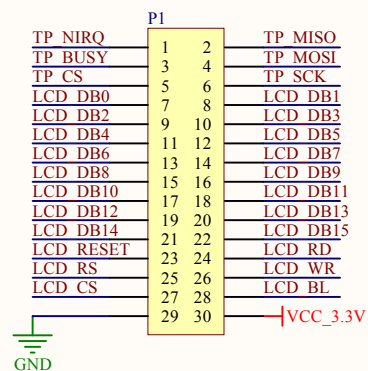 P1
TP_NIRQ 1 2 TP_MISO
TP_BUSY 3 4 TP_MOSI
TP_CS 5 6 TP_SCK
LCD_DB0 7 8 LCD_DB1
LCD_DB2 9 10 LCD_DB3
LCD_DB4 11 12 LCD_DB5
LCD_DB6 13 14 LCD_DB7
LCD_DB8 15 16 LCD_DB9
LCD_DB10 17 18 LCD_DB11
LCD_DB12 19 20 LCD_DB13
LCD_DB14 21 22 LCD_DB15
LCD_RESET 23 24 LCD_RD
LCD_RS 25 26 LCD_WR
LCD_CS 27 28 LCD_BL
29 30 VCC_3.3V
GND